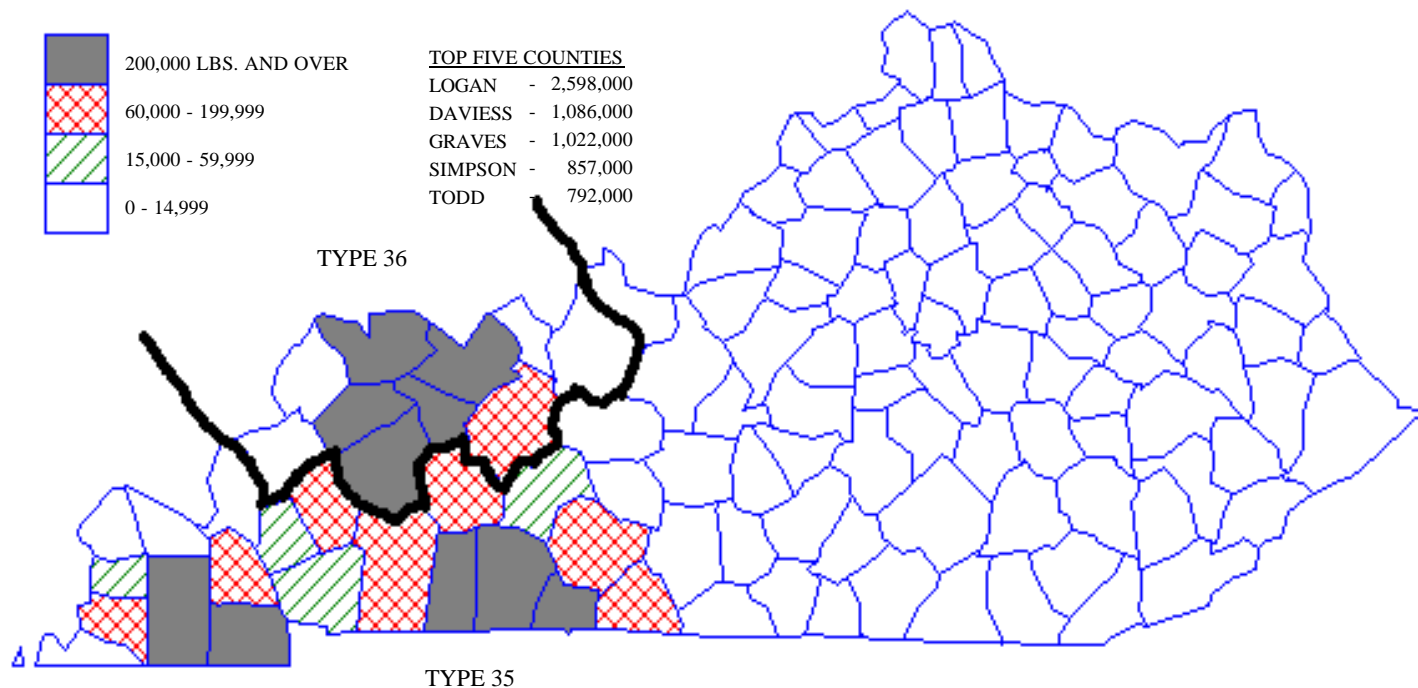 200,000 LBS. AND OVER
60,000 - 199,999
15,000 - 59,999
0 - 14,999
TOP FIVE COUNTIES
LOGAN - 2,598,000
DAVIESS - 1,086,000
GRAVES - 1,022,000
SIMPSON - 857,000
TODD - 792,000
TYPE 36
TYPE 35